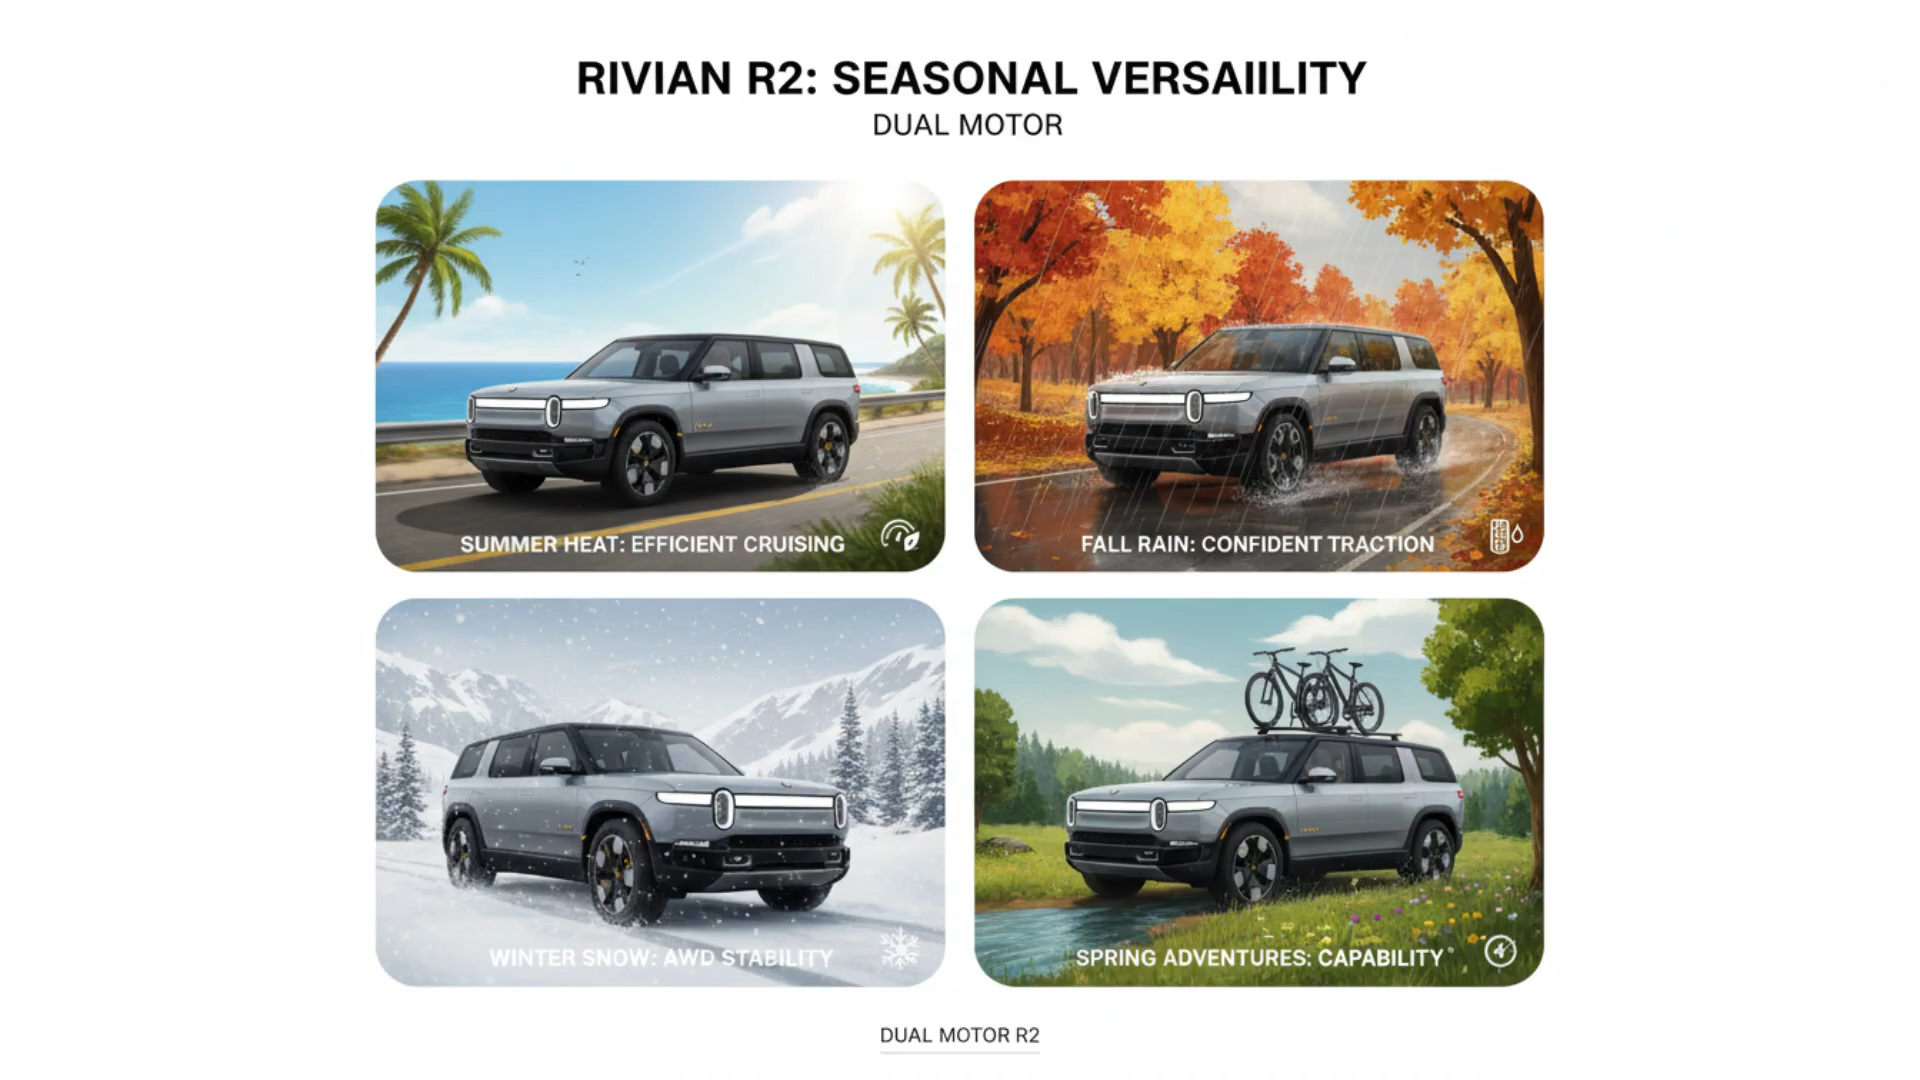 RIVIAN R2: SEASONAL VERSAIIILITY
DUAL MOTOR
SUMMER HEAT: EFFICIENT CRUISING
FALL RAIN: CONFIDENT TRACTION
WINTER SNOW: AWD STABILITY
SPRING ADVENTURES: CAPABILITY
DUAL MOTOR R2